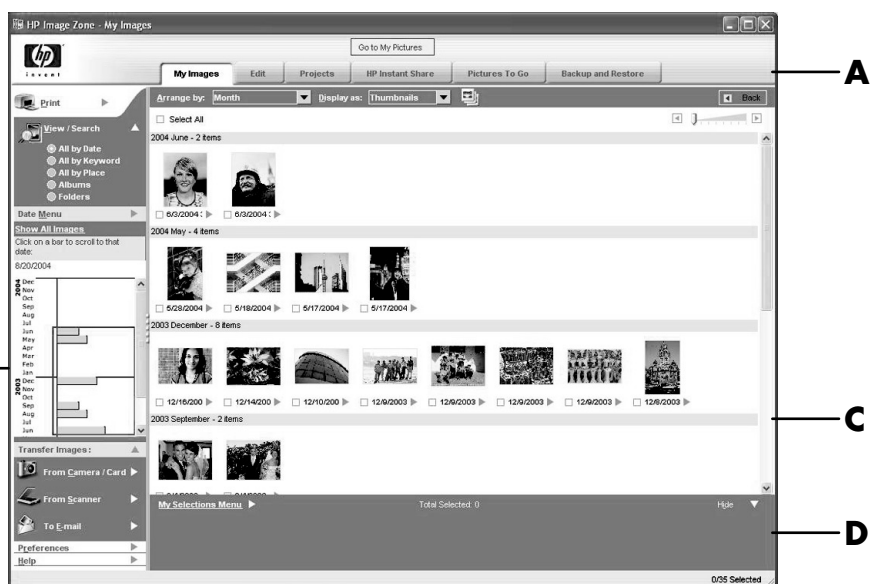 HP Image Zone - My Images
Go to My Pictures
hp
invent
My Images Edit Projects HP Instant Share Pictures To Go Backup and Restore
A
Print
Arrange by: Month Display as: Thumbnails Back
View / Search
Select All
All by Date
All by Keyword
All by Place
Albums
Folders
2004 June - 2 items
6/3/2004 : 6/3/2004 :
Date Menu
Show All Images
Click on a bar to scroll to that
date:
8/20/2004
2004 May - 4 items
5/28/2004 5/18/2004 5/17/2004 5/17/2004
2004
Dec
Nov
Oct
Sep
Aug
Jul
Jun
May
Apr
Mar
Feb
Jan
2003
Dec
Nov
Oct
Sep
Aug
Jul
Jun
2003 December - 8 items
12/16/200 12/14/200 12/10/200 12/9/2003 12/9/2003 12/9/2003 12/9/2003 12/8/2003
2003 September - 2 items
C
Transfer Images:
From Camera / Card
From Scanner
To E-mail
Preferences
Help
My Selections Menu Total Selected: 0 Hide
D
0/35 Selected